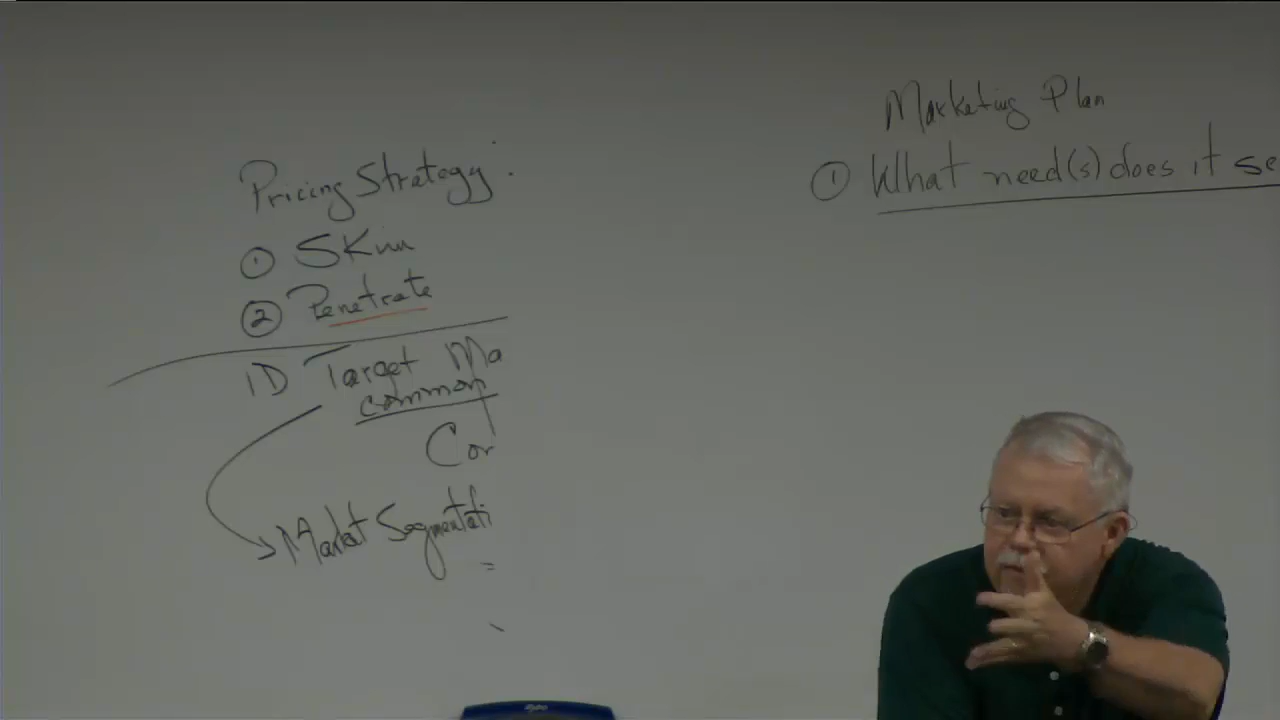 Pricing Strategy:
① Skim
② Penetrate
ID Target Ma
common
Cor
Market Segmentati
Marketing Plan
① What need(s) does it se